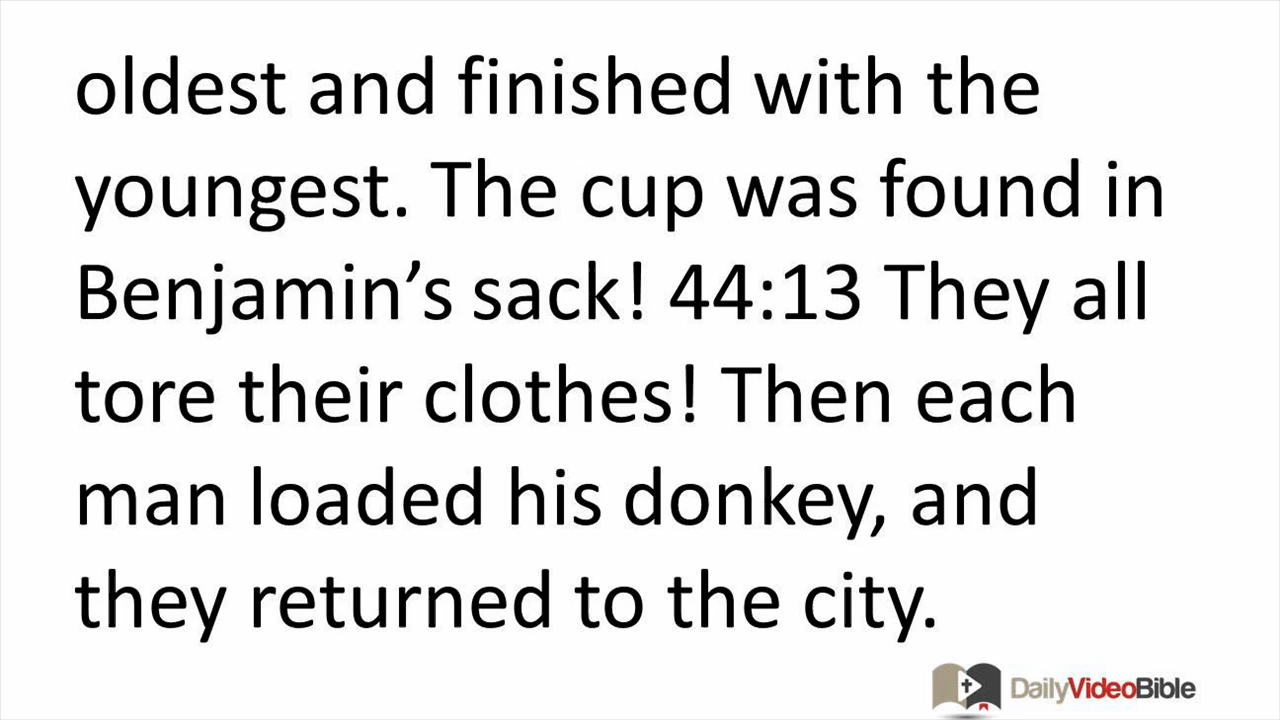 oldest and finished with the
youngest. The cup was found in
Benjamin’s sack! 44:13 They all
tore their clothes! Then each
man loaded his donkey, and
they returned to the city.
DailyVideoBible